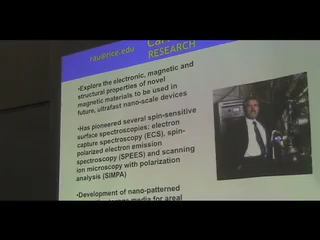 rau@rice.edu
RESEARCH
•Explore the electronic, magnetic and
structural properties of novel
magnetic materials to be used in
future, ultrafast nano-scale devices
•Has pioneered several spin-sensitive
surface spectroscopies: electron
capture spectroscopy (ECS), spin-
polarized electron emission
spectroscopy (SPEES) and scanning
ion microscopy with polarization
analysis (SIMPA)
•Development of nano-patterned
media for areal